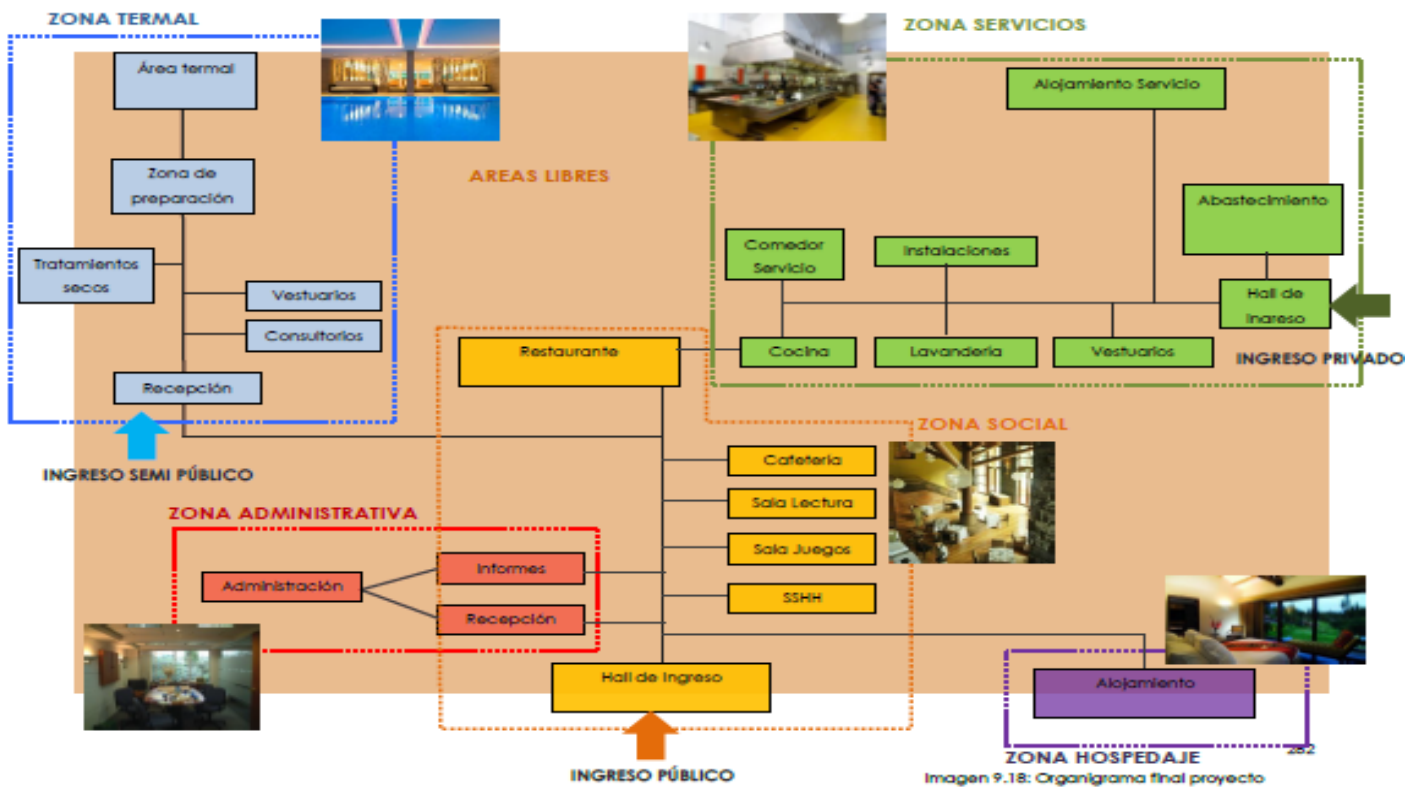 ZONA TERMAL
ZONA SERVICIOS
Área termal
Alojamiento Servicio
Zona de
preparación
AREAS LIBRES
Abastecimiento
Comedor
Servicio
Instalaciones
Tratamientos
secos
Vestuarios
Consultorios
Hall de
Ingreso
Restaurante
Cocina
Lavandería
Vestuarios
INGRESO PRIVADO
Recepción
ZONA SOCIAL
INGRESO SEMI PÚBLICO
Cafetería
Sala Lectura
ZONA ADMINISTRATIVA
Sala Juegos
Informes
Administración
SSHH
Recepción
Hall de Ingreso
Alojamiento
282
ZONA HOSPEDAJE
INGRESO PÚBLICO
Imagen 9.18: Organigrama final proyecto